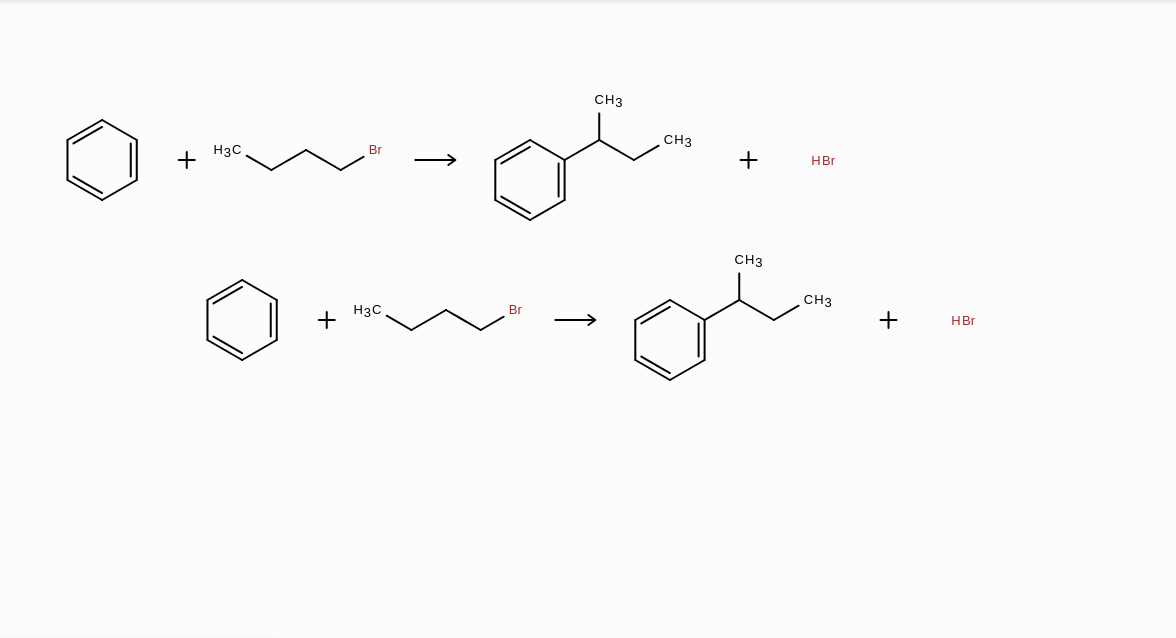 CH3
H3C Br CH3
+ → + HBr
CH3
H3C Br CH3
+ → + HBr